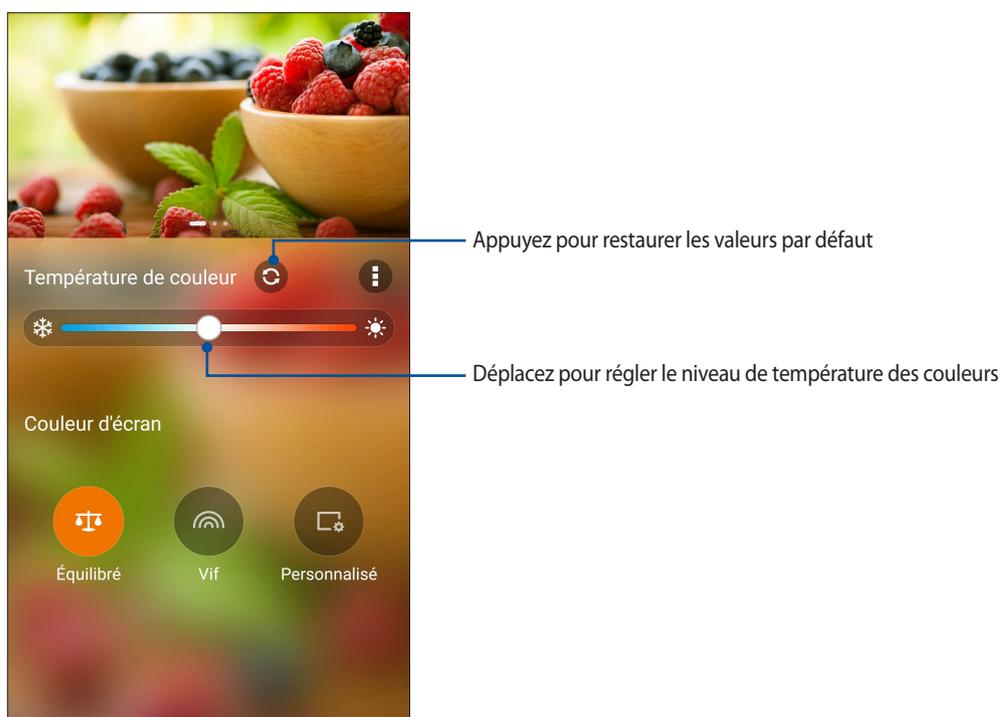 Appuyez pour restaurer les valeurs par défaut
Température de couleur
Déplacez pour régler le niveau de température des couleurs
Couleur d'écran
Équilibré
Vif
Personnalisé